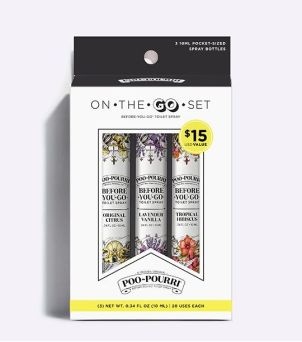 3 10ML POCKET-SIZED
SPRAY BOTTLES
ON•THE•GO•SET
BEFORE-YOU-GO® TOILET SPRAY
$15
USD VALUE
POO~POURRI
BEFORE
•YOU-GO•
TOILET SPRAY
ORIGINAL
CITRUS
POO~POURRI
BEFORE
•YOU-GO•
TOILET SPRAY
LAVENDER
VANILLA
POO~POURRI
BEFORE
•YOU-GO•
TOILET SPRAY
TROPICAL
HIBISCUS
POO~POURRI
(3) NET WT. 0.34 FL OZ (10 ML) | 20 USES EACH